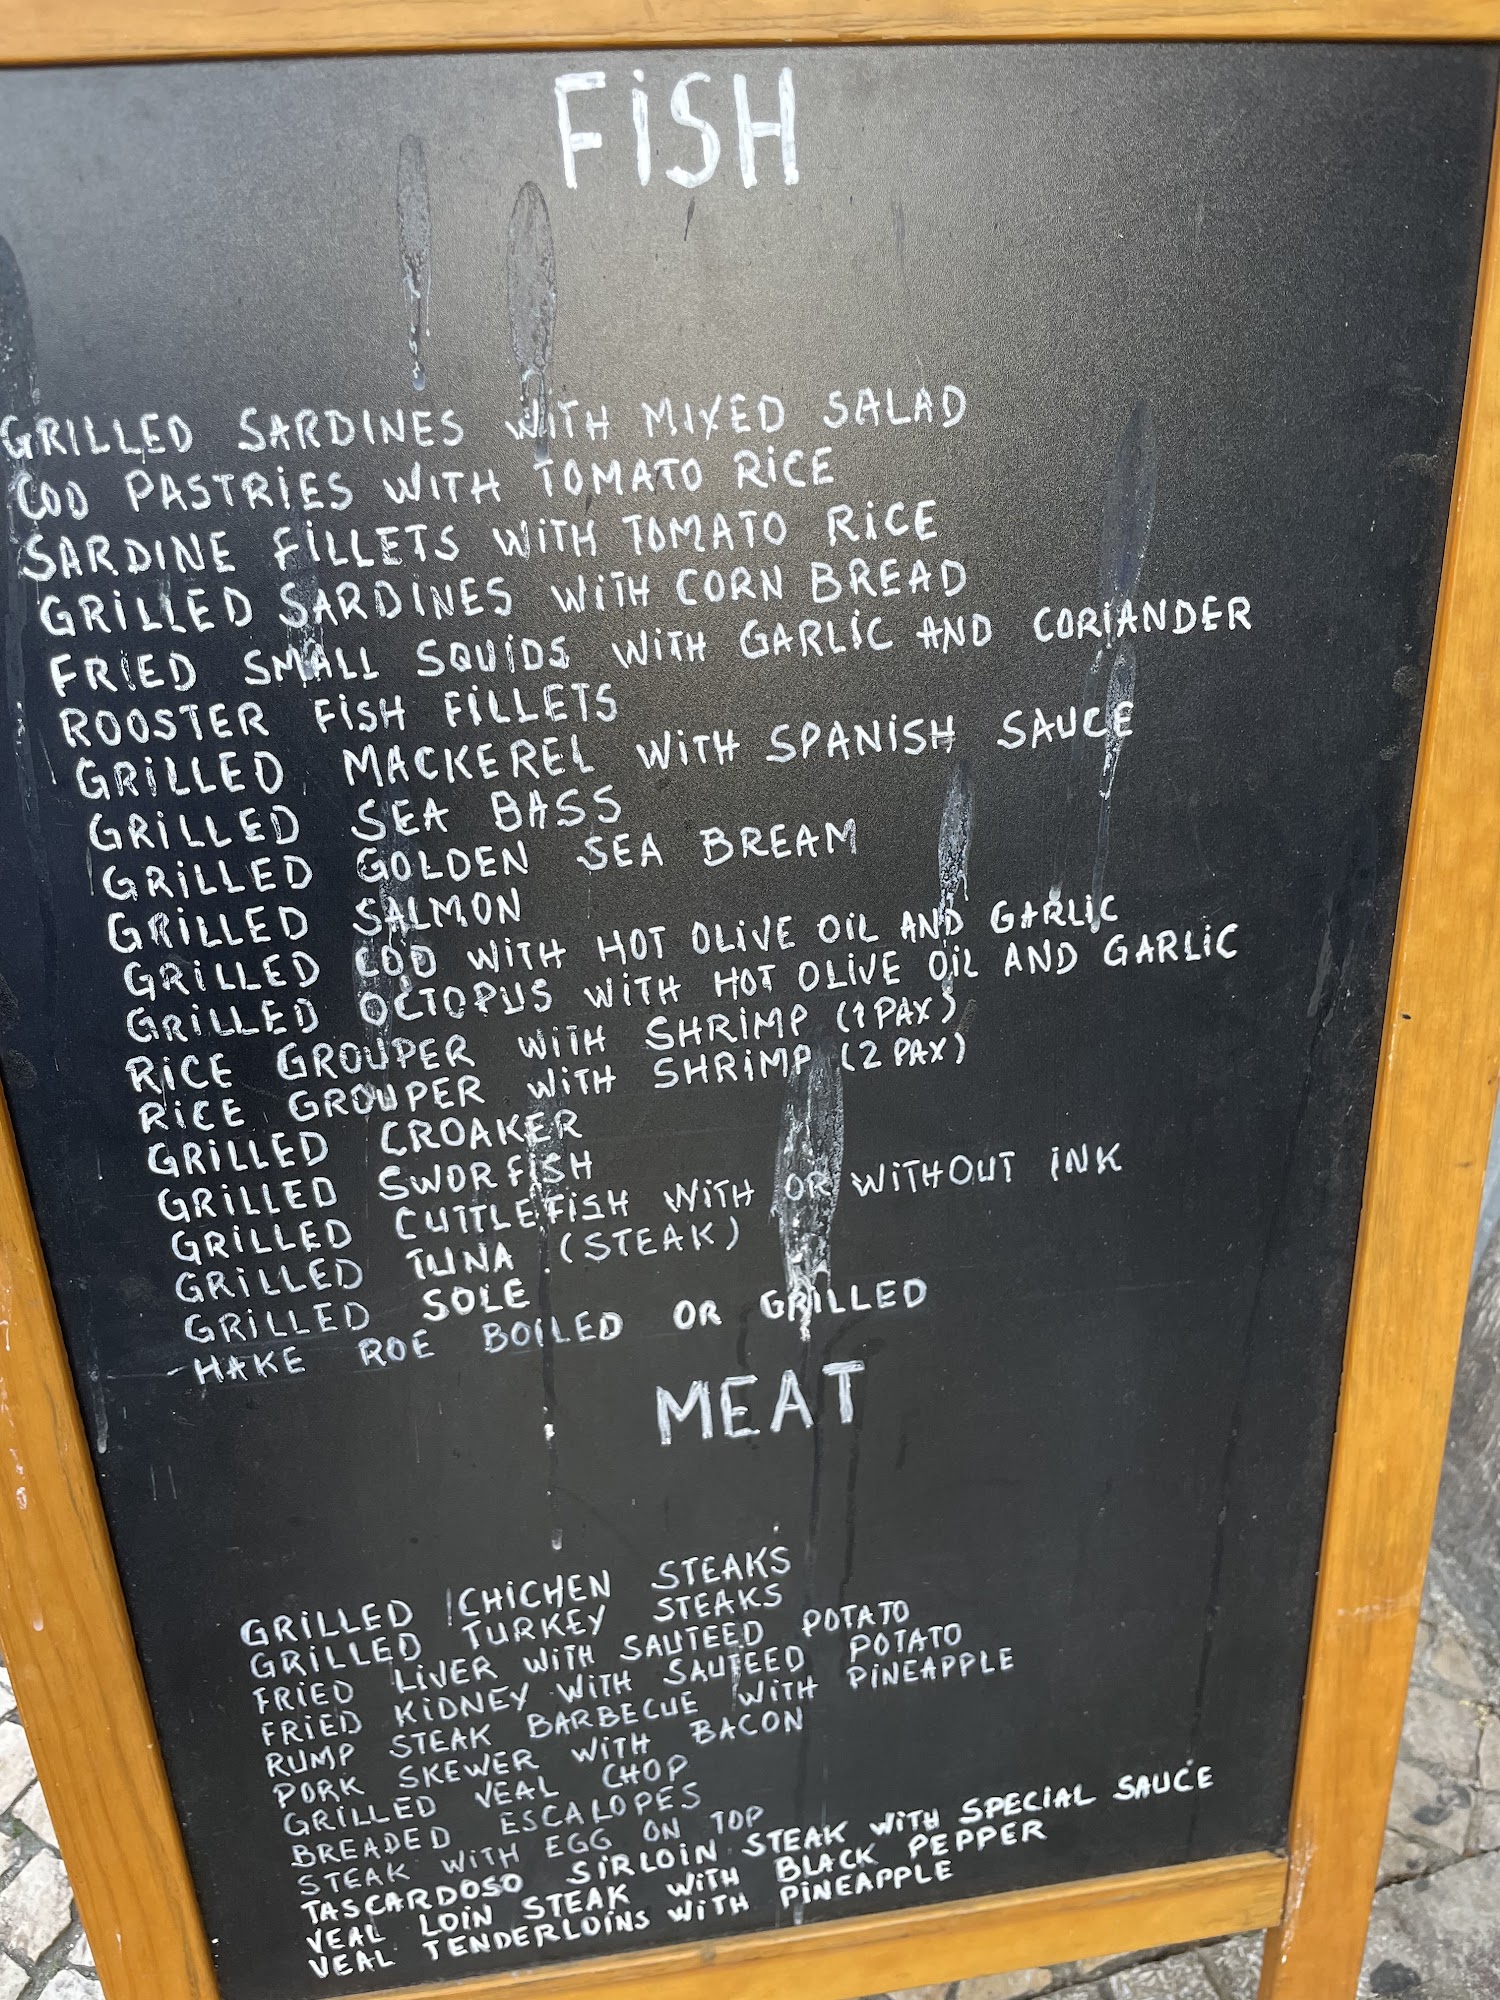 FiSH
GRILLED SARDINES WITH MIXED SALAD
COD PASTRiES WITH TOMATO RiCE
SARDINE FiLLETS WiTH TOMATO RiCE
GRiLLED SARDiNES WiTH CORN BREAD
FRiED SMALL SQUiDS WiTH GARLiC AND CORiANDER
ROOSTER FiSH FiLLETS
GRiLLED MACKEREL WiTH SPANiSH SAUCE
GRiLLED SEA BASS
GRiLLED GOLDEN SEA BREAM
GRiLLED SALMON
GRiLLED COD WiTH HOT OLiVE OiL AND GARLiC
GRiLLED OCTOPUS WiTH HOT OLiVE OiL AND GARLiC
RiCE GROUPER WiTH SHRiMP (1 PAX)
RiCE GROUPER WiTH SHRiMP (2 PAX)
GRiLLED CROAKER
GRiLLED SWORFiSH
GRiLLED CUTTLEFiSH WiTH OR WiTHOUT iNK
GRiLLED TUNA (STEAK)
GRiLLED SOLE
HAKE ROE BOiLED OR GRiLLED
MEAT
GRiLLED CHiCHEN STEAKS
GRiLLED TURKEY STEAKS
FRiED LiVER WiTH SAUTEED POTATO
FRiED KiDNEY WiTH SAUTEED POTATO
RUMP STEAK BARBECUE WiTH PiNEAPPLE
PORK SKEWER WiTH BACON
GRiLLED VEAL CHOP
BREADED ESCALOPES
STEAK WiTH EGG ON TOP
TASCARDOSO SiRLOiN STEAK WiTH SPECiAL SAUCE
VEAL LOiN STEAK WiTH BLACK PEPPER
VEAL TENDERLOiNS WiTH PiNEAPPLE